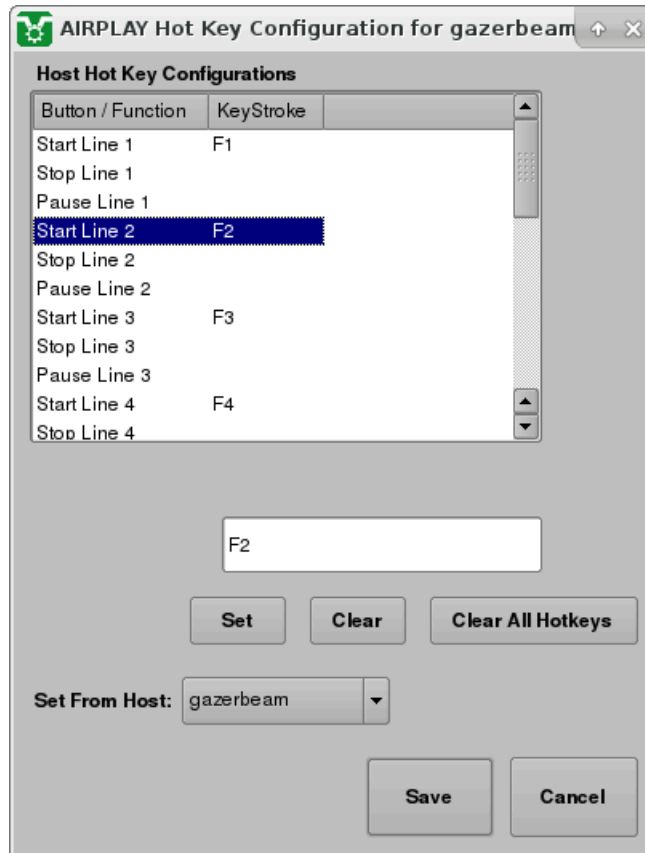 AIRPLAY Hot Key Configuration for gazerbeam
Host Hot Key Configurations
Button / Function KeyStroke
Start Line 1 F1
Stop Line 1
Pause Line 1
Start Line 2 F2
Stop Line 2
Pause Line 2
Start Line 3 F3
Stop Line 3
Pause Line 3
Start Line 4 F4
Stop Line 4
F2
Set Clear Clear All Hotkeys
Set From Host: gazerbeam
Save Cancel